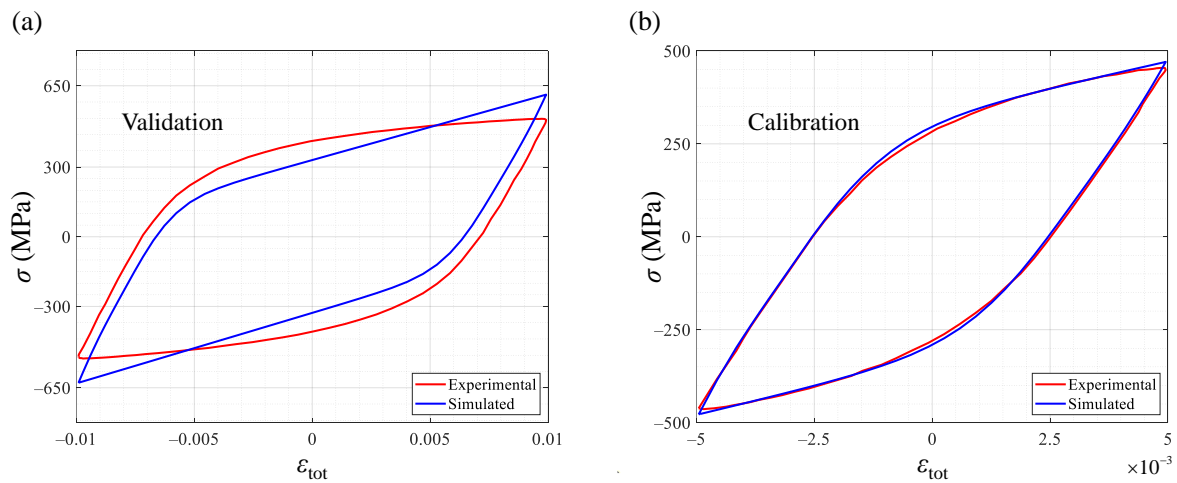 (a)
Validation
σ (MPa)
650
300
0
−300
−650
−0.01
−0.005
0
0.005
0.01
ε_tot
Experimental
Simulated
(b)
Calibration
σ (MPa)
500
250
0
−250
−500
−5
−2.5
0
2.5
5
×10⁻³
ε_tot
Experimental
Simulated